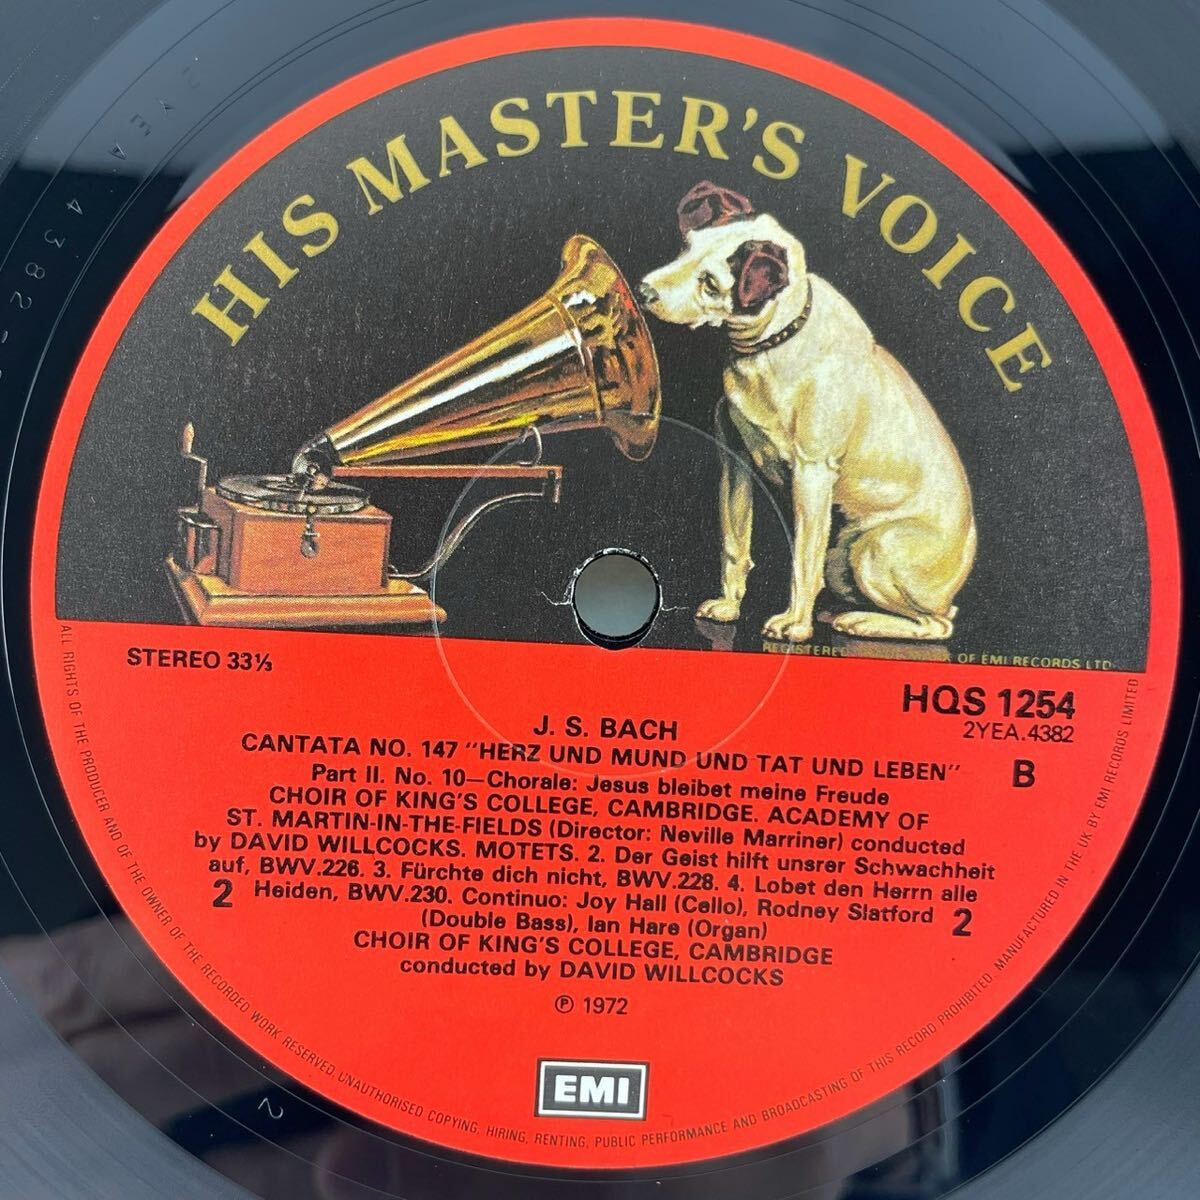 HIS MASTER'S VOICE
REGISTERED TRADE MARK OF EMI RECORDS LTD.
STEREO 33⅓
HQS 1254
2YEA.4382
J. S. BACH
CANTATA NO. 147 "HERZ UND MUND UND TAT UND LEBEN"
B
Part II. No. 10—Chorale: Jesus bleibet meine Freude
CHOIR OF KING'S COLLEGE, CAMBRIDGE. ACADEMY OF
ST. MARTIN-IN-THE-FIELDS (Director: Neville Marriner) conducted
by DAVID WILLCOCKS. MOTETS. 2. Der Geist hilft unsrer Schwachheit
auf, BWV.226. 3. Fürchte dich nicht, BWV.228. 4. Lobet den Herrn alle
2 Heiden, BWV.230. Continuo: Joy Hall (Cello), Rodney Slatford 2
(Double Bass), Ian Hare (Organ)
CHOIR OF KING'S COLLEGE, CAMBRIDGE
conducted by DAVID WILLCOCKS
℗ 1972
EMI
ALL RIGHTS OF THE PRODUCER AND OF THE OWNER OF THE RECORDED WORK RESERVED. UNAUTHORISED COPYING, HIRING, RENTING, PUBLIC PERFORMANCE AND BROADCASTING OF THIS RECORD PROHIBITED. MANUFACTURED IN THE UK BY EMI RECORDS LIMITED
2YEA 4382
2